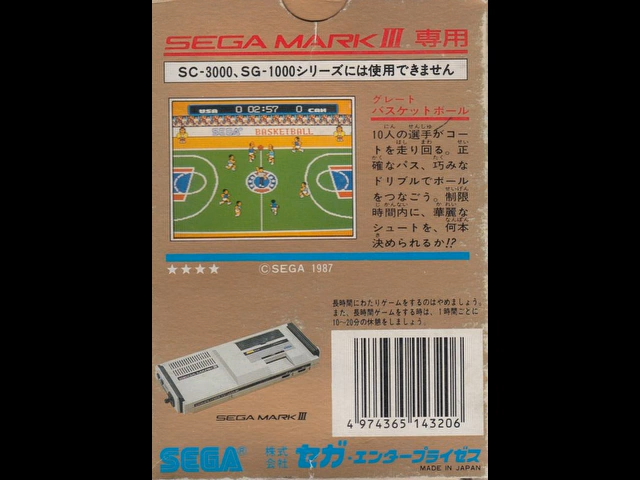 SEGA MARK III 専用
SC-3000、SG-1000シリーズには使用できません
USA 0 02:57 0 CAN
SEGA BASKETBALL
グレート
バスケットボール
10人の選手がコー
トを走り回る。正
確なパス、巧みな
ドリブルでボール
をつなごう。制限
時間内に、華麗な
シュートを、何本
決められるか!?
★★★★
© SEGA 1987
長時間にわたりゲームをするのはやめましょう。
また、長時間ゲームをする時は、1時間ごとに
10〜20分の休憩をしましょう。
SEGA MARK III
4 974365 143206
SEGA® 株式会社 セガ・エンタープライゼス
MADE IN JAPAN